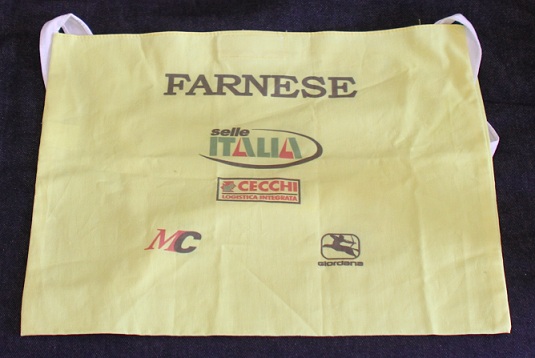 FARNESE
selle
ITALIA
CECCHI
LOGISTICA INTEGRATA
MC
GIORDANA